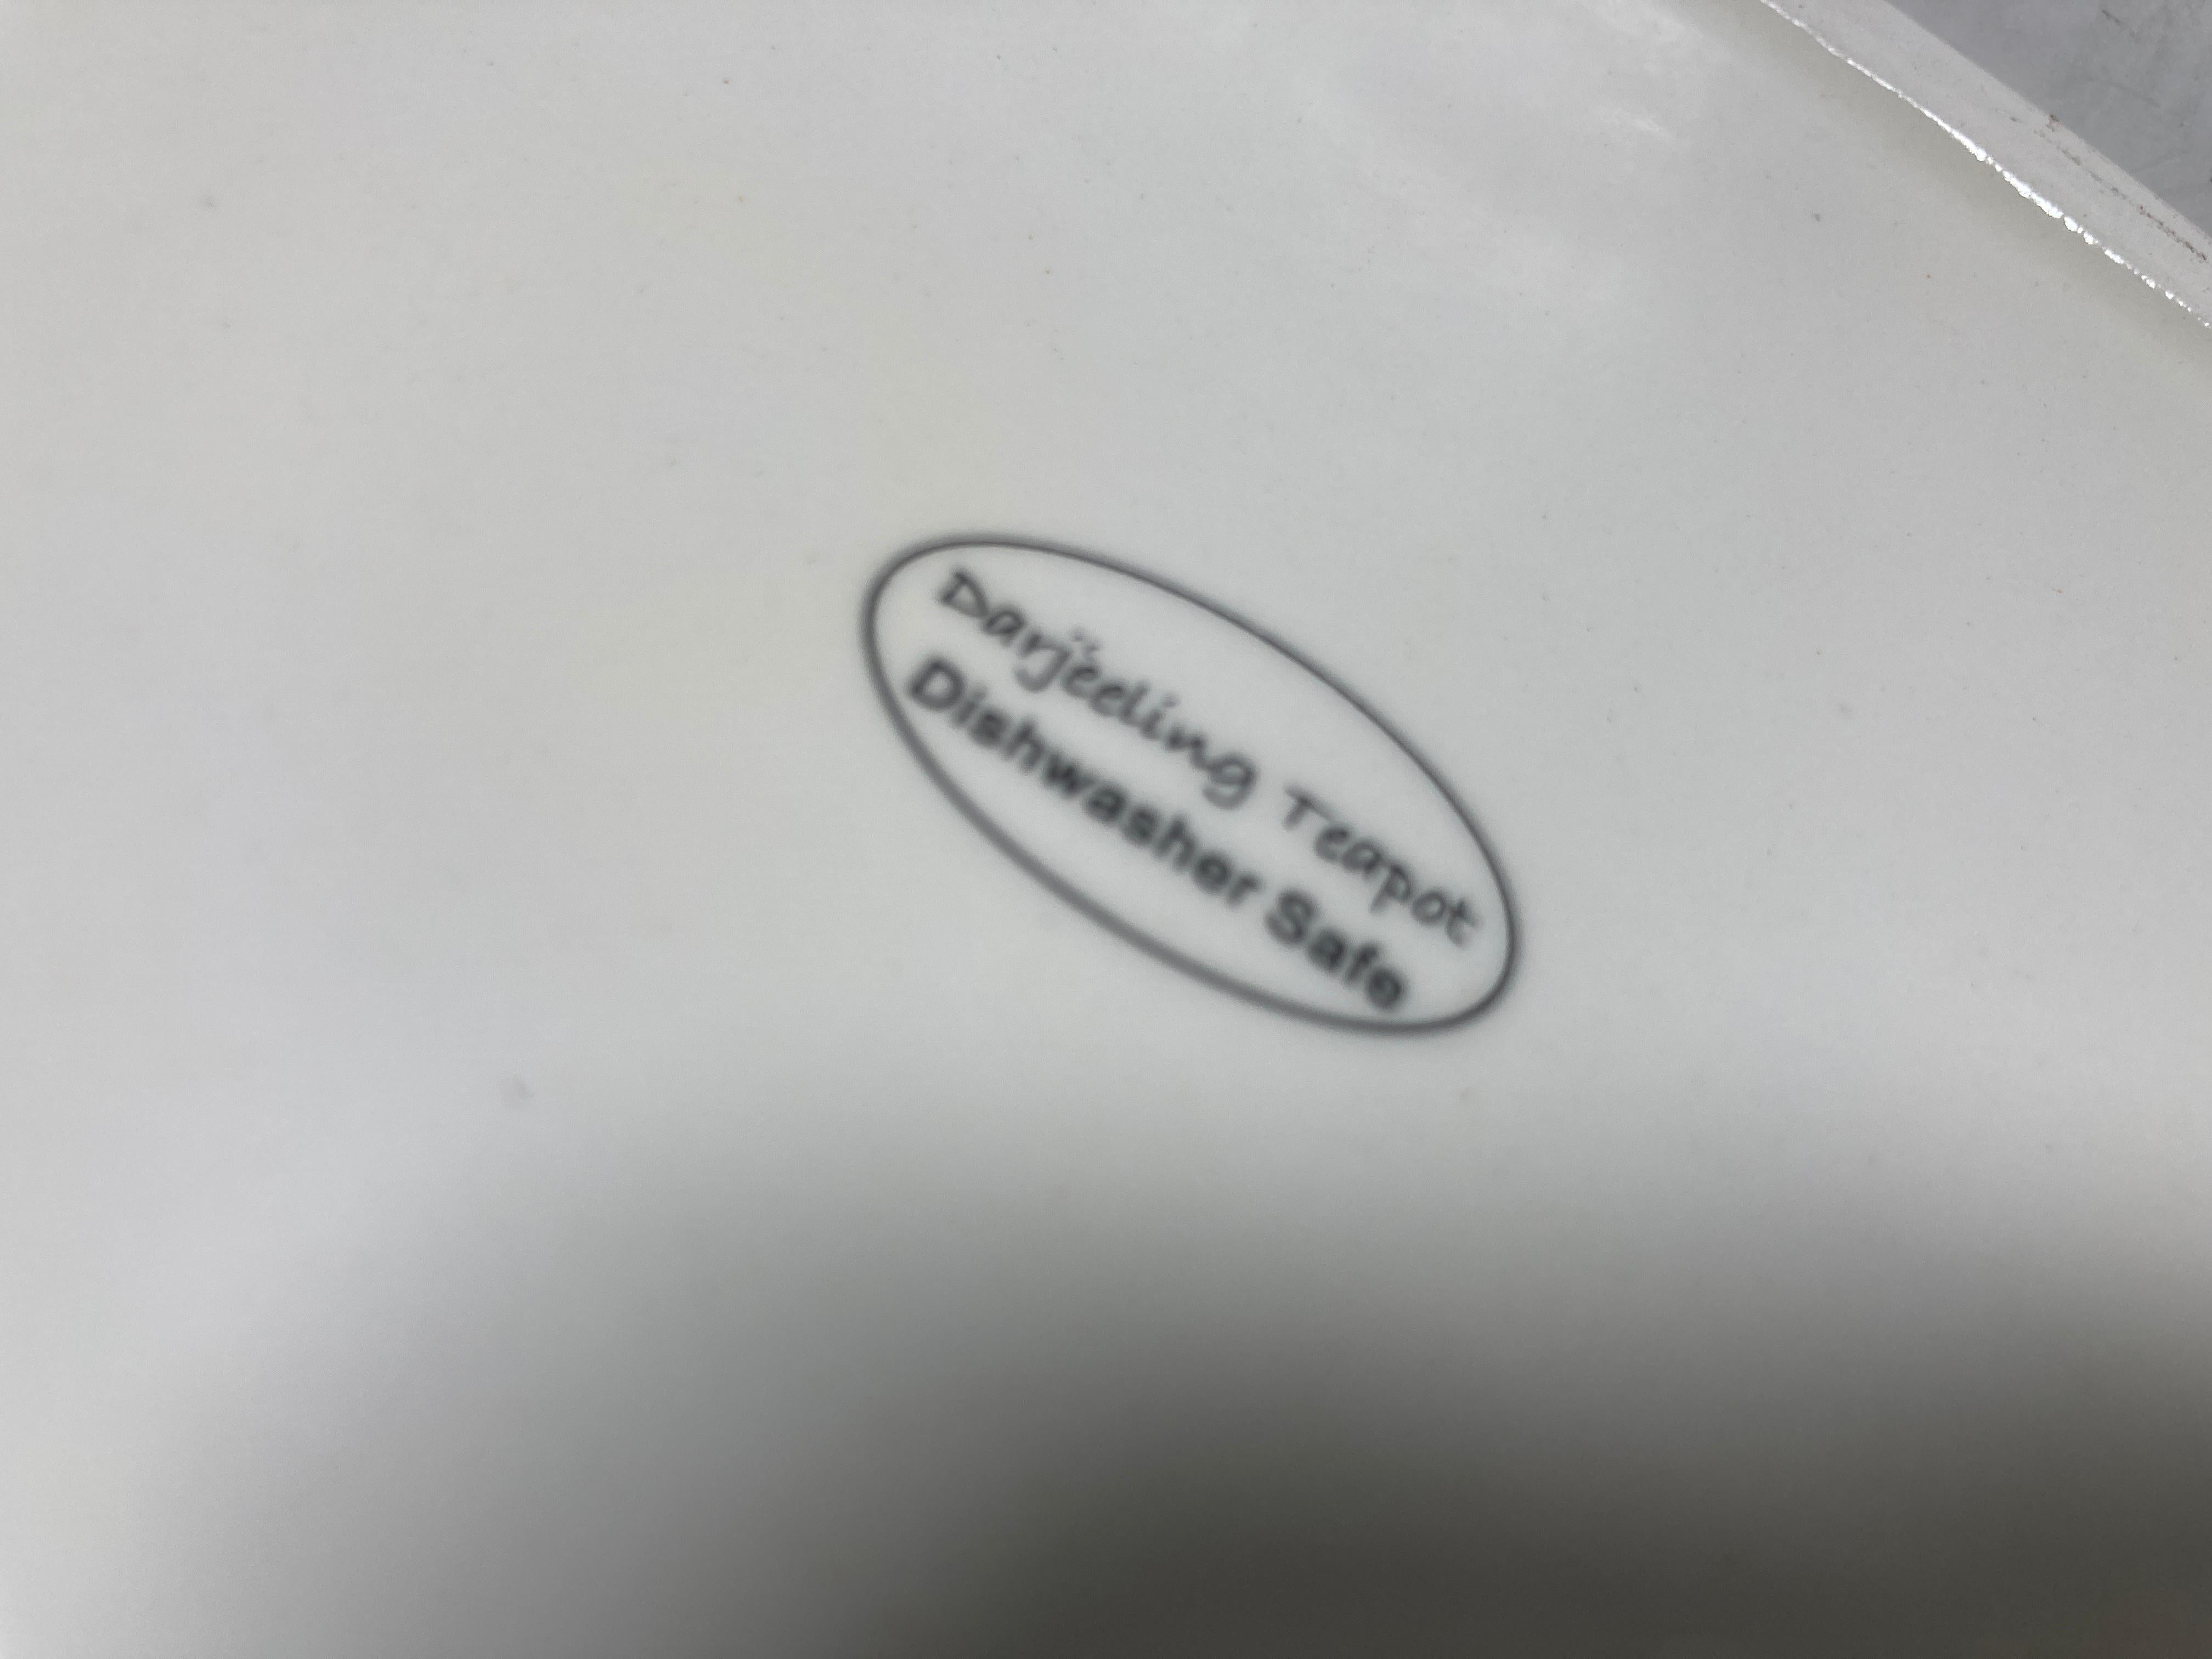 Darjeeling Teapot
Dishwasher Safe